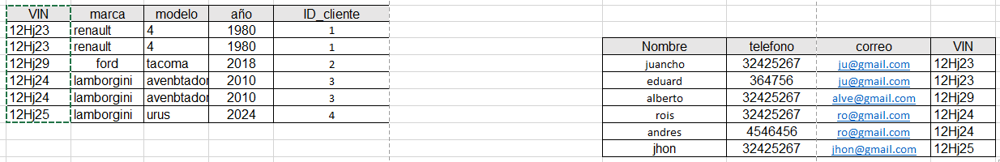 VIN marca modelo año ID_cliente
12Hj23 renault 4 1980 1
12Hj23 renault 4 1980 1
12Hj29 ford tacoma 2018 2
12Hj24 lamborgini avenbtador 2010 3
12Hj24 lamborgini avenbtador 2010 3
12Hj25 lamborgini urus 2024 4
Nombre telefono correo VIN
juancho 32425267 ju@gmail.com 12Hj23
eduard 364756 ju@gmail.com 12Hj23
alberto 32425267 alve@gmail.com 12Hj29
rois 32425267 ro@gmail.com 12Hj24
andres 4546456 ro@gmail.com 12Hj24
jhon 32425267 jhon@gmail.com 12Hj25